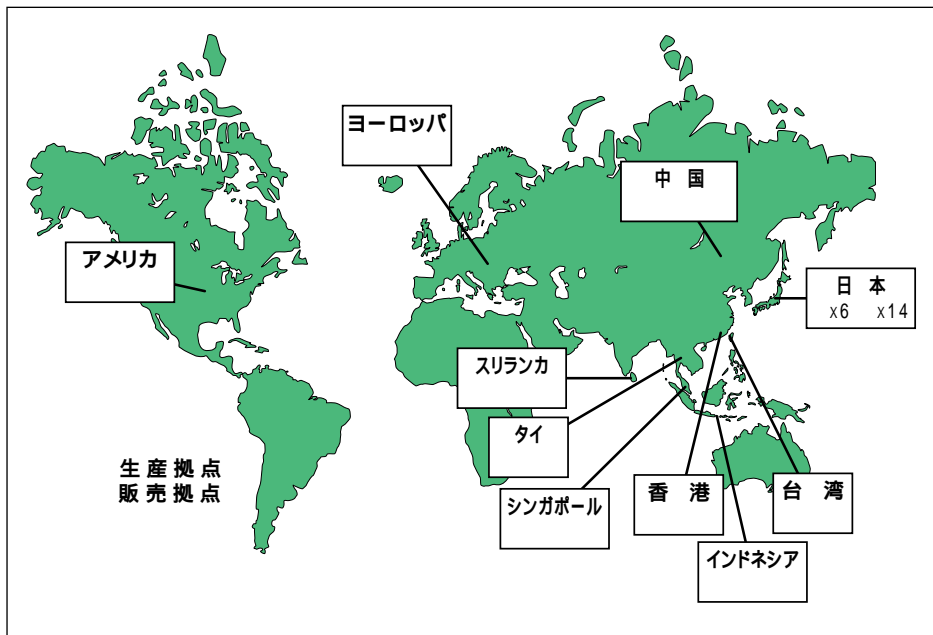 ヨーロッパ
中 国
アメリカ
日 本
x6 x14
スリランカ
タイ
生産拠点
販売拠点
シンガポール
香 港
台 湾
インドネシア